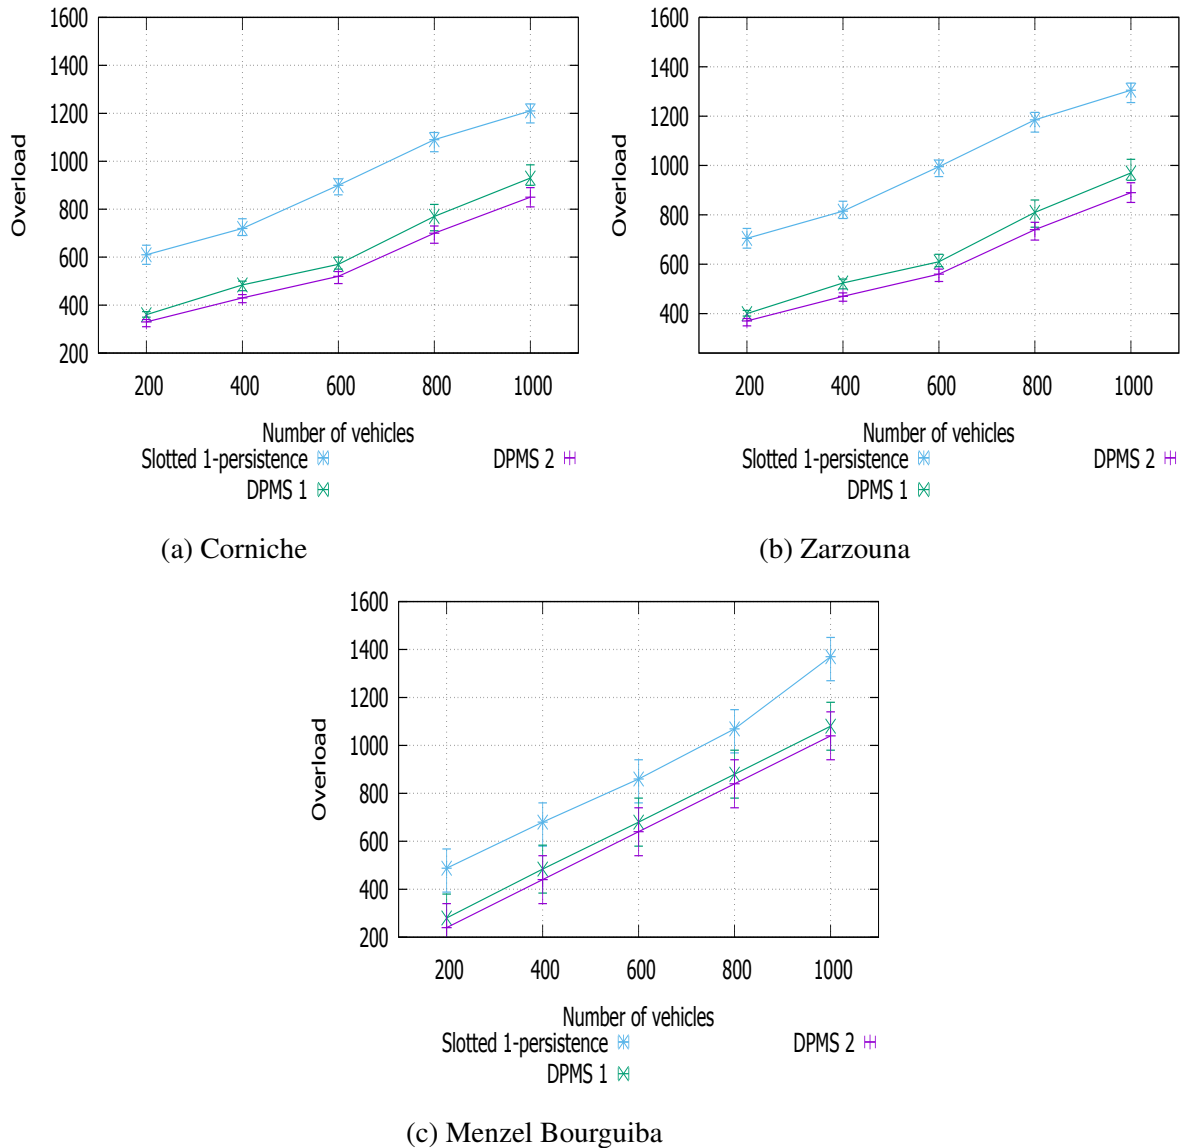 1600
1400
1200
1000
800
600
400
200
Overload
200 400 600 800 1000
Number of vehicles
Slotted 1-persistence
DPMS 2
DPMS 1
(a) Corniche
1600
1400
1200
1000
800
600
400
Overload
200 400 600 800 1000
Number of vehicles
Slotted 1-persistence
DPMS 2
DPMS 1
(b) Zarzouna
1600
1400
1200
1000
800
600
400
200
Overload
200 400 600 800 1000
Number of vehicles
Slotted 1-persistence
DPMS 2
DPMS 1
(c) Menzel Bourguiba